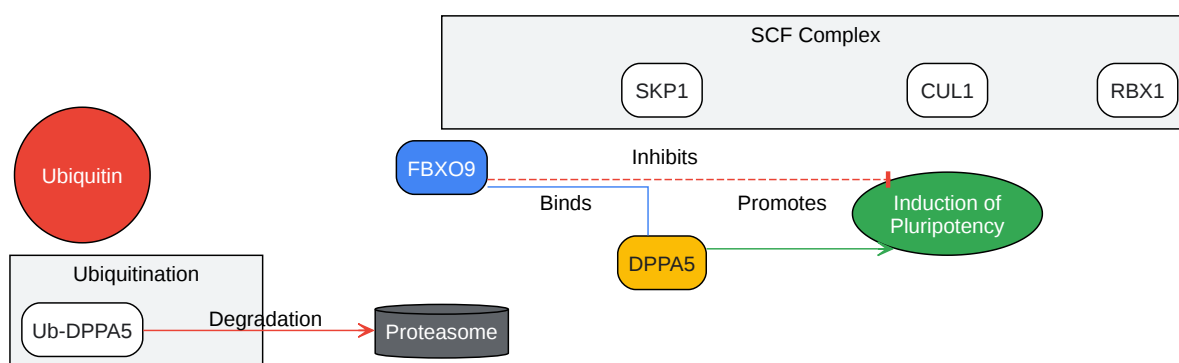 SCF Complex
SKP1
CUL1
RBX1
Ubiquitin
FBXO9
Inhibits
Binds
Promotes
Induction of
Pluripotency
DPPA5
Ubiquitination
Ub-DPPA5
Degradation
Proteasome